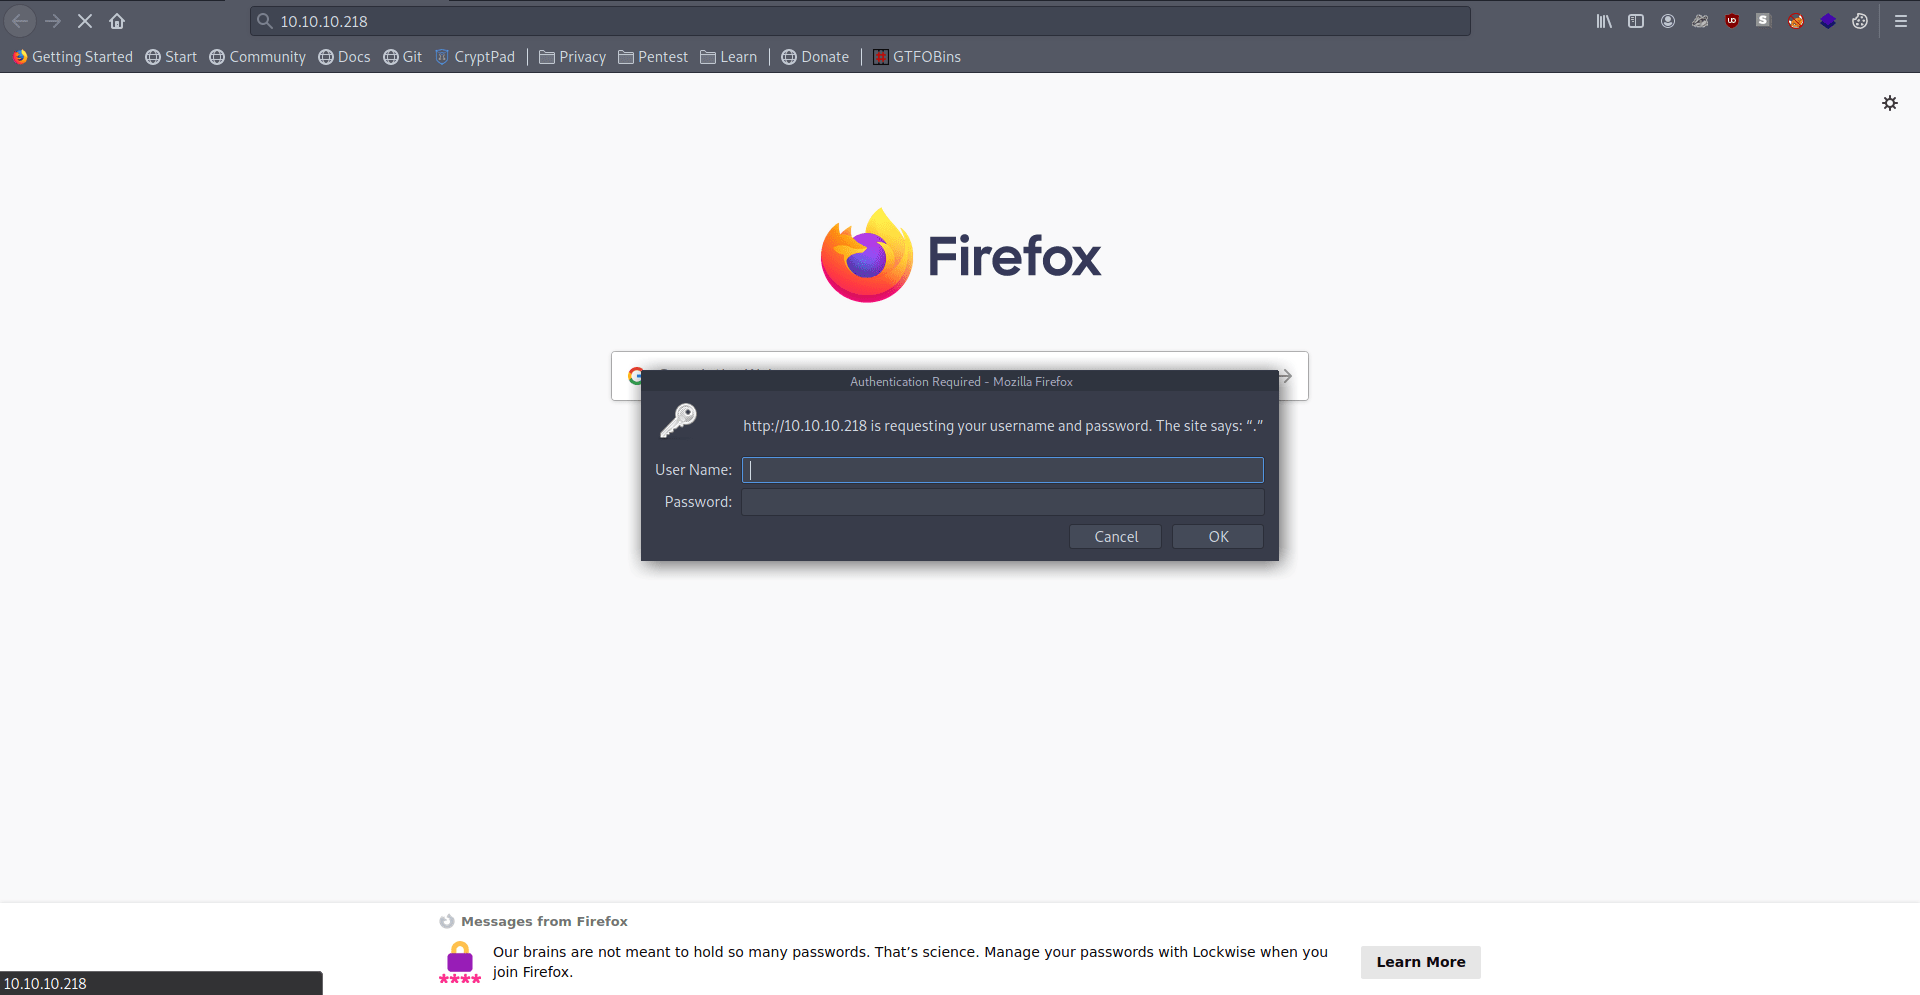 10.10.10.218
Getting Started Start Community Docs Git CryptPad Privacy Pentest Learn Donate GTFOBins
Firefox
Authentication Required - Mozilla Firefox
http://10.10.10.218 is requesting your username and password. The site says: “.”
User Name:
Password:
Cancel OK
Messages from Firefox
Our brains are not meant to hold so many passwords. That’s science. Manage your passwords with Lockwise when you
join Firefox.
Learn More
10.10.10.218